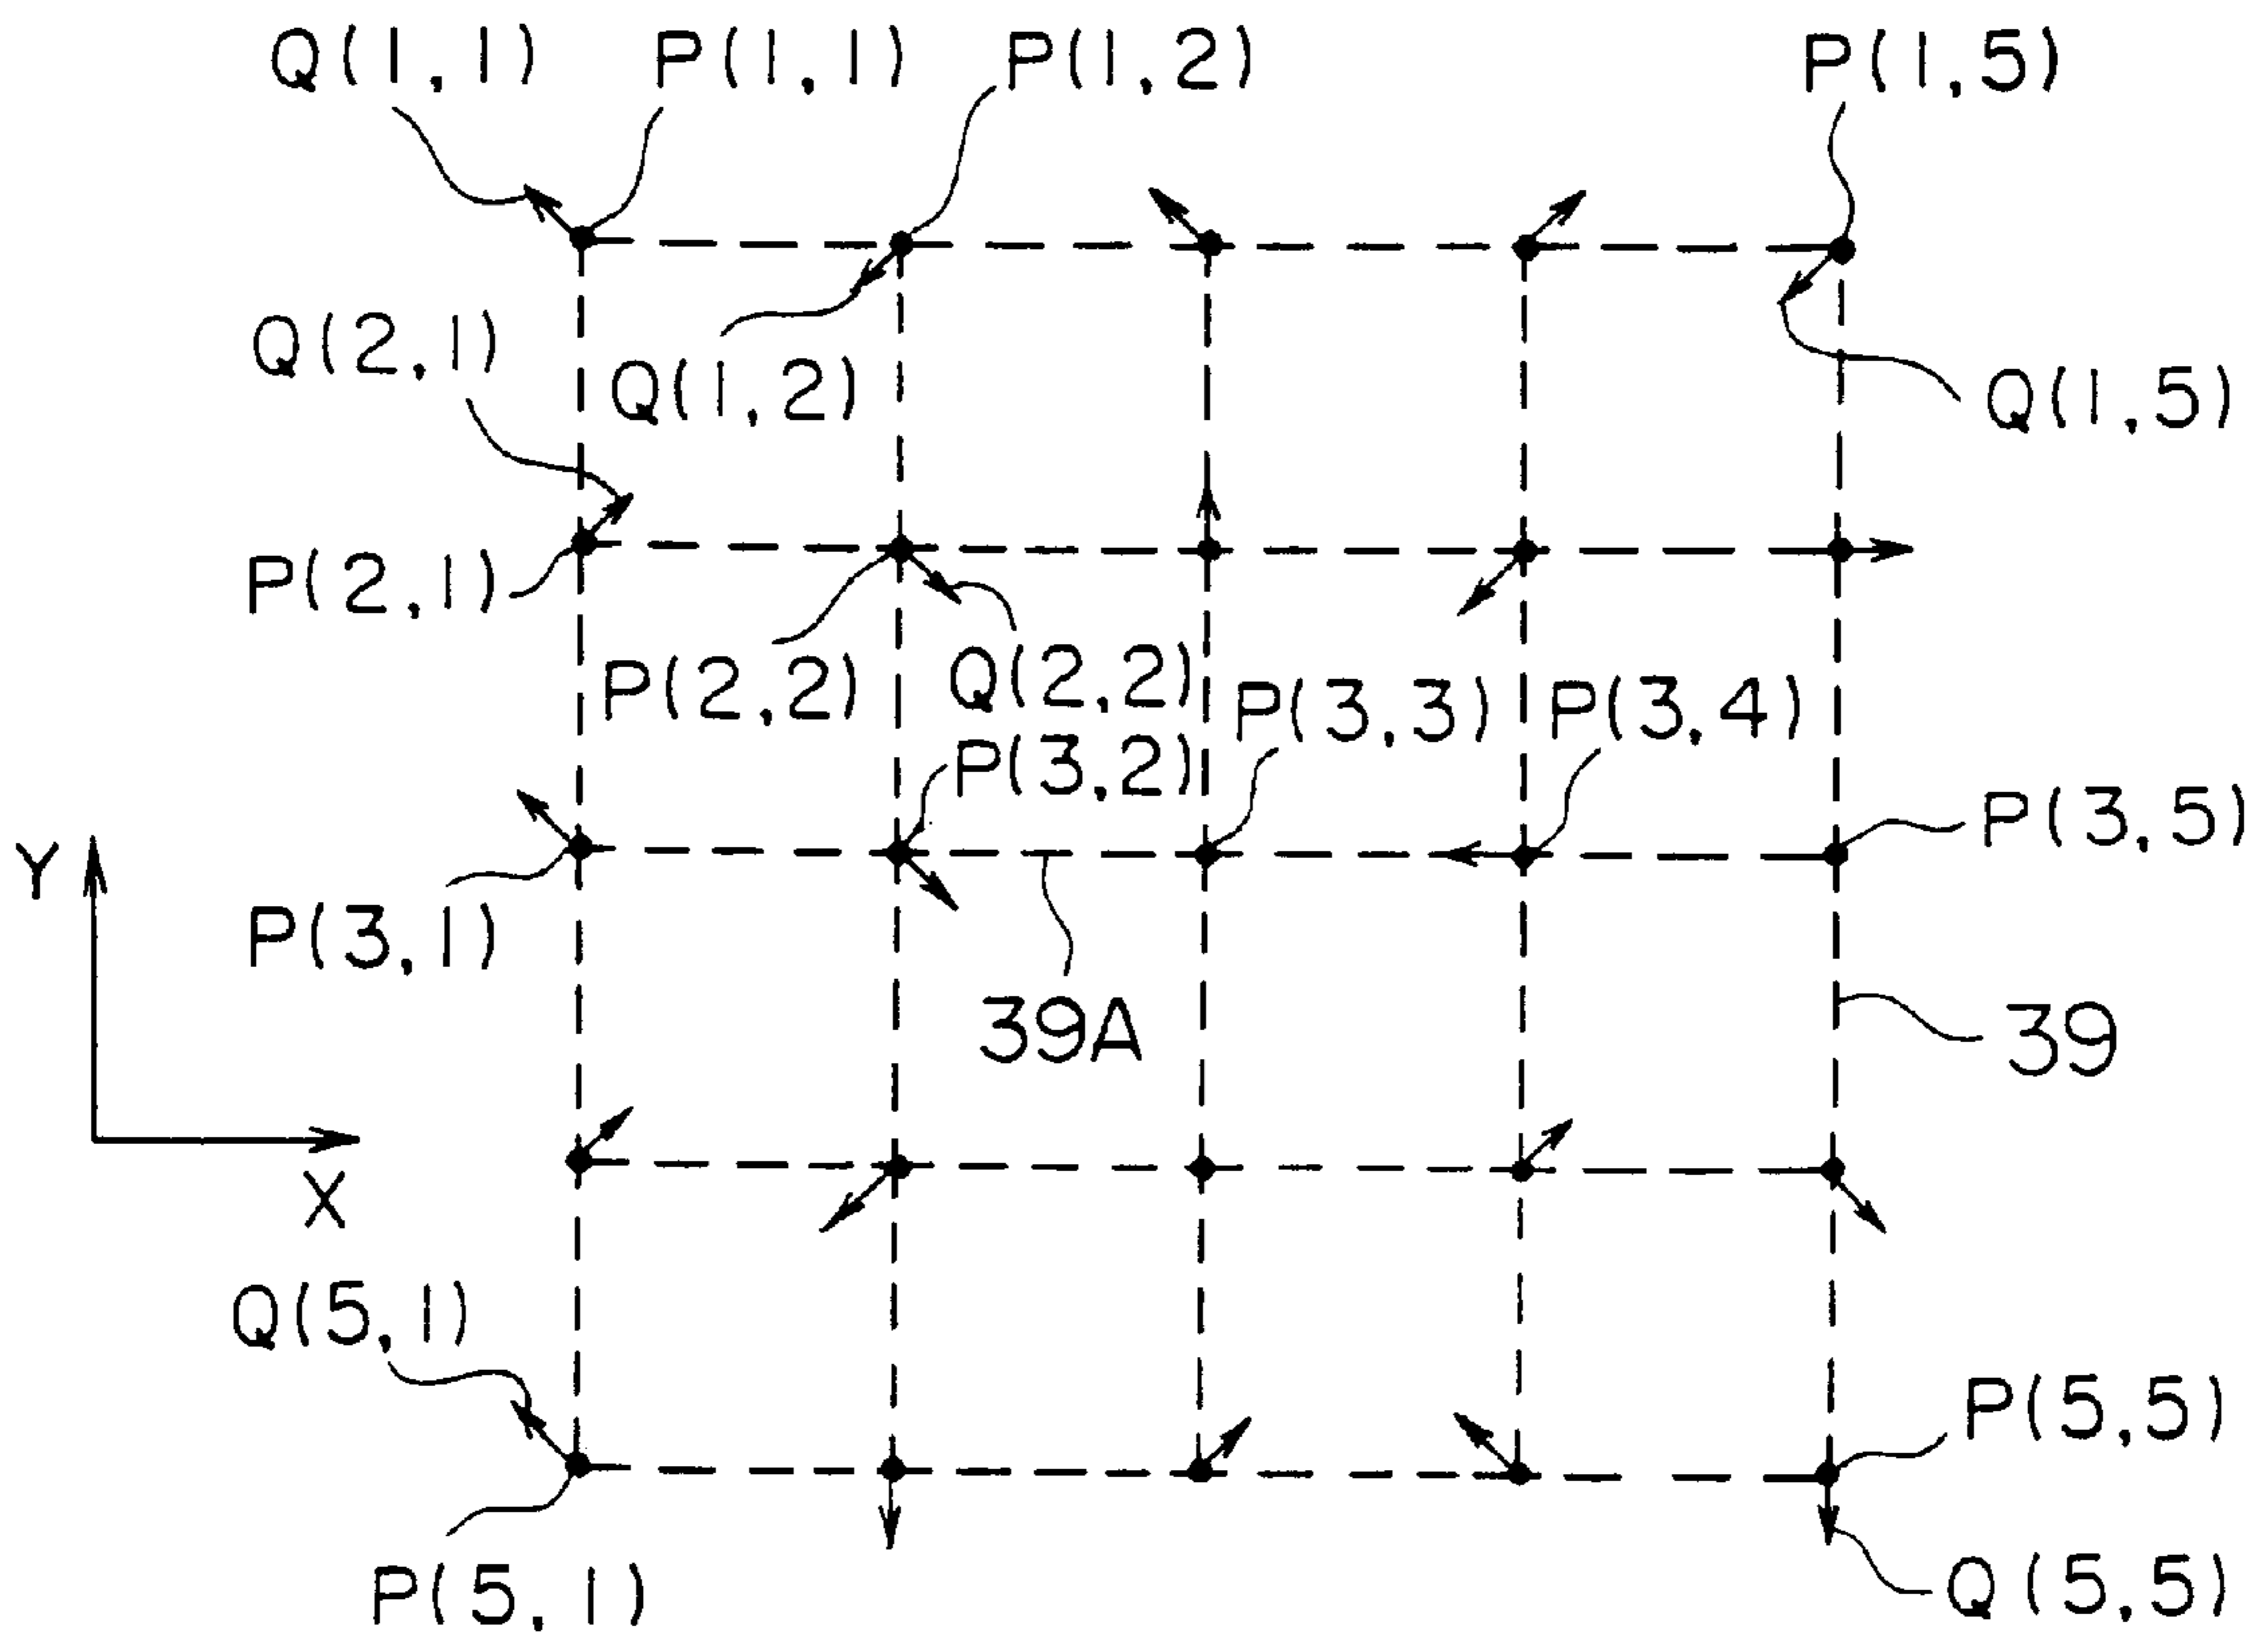 Q(1,1) P(1,1) P(1,2) P(1,5)
Q(2,1) Q(1,2) Q(1,5)
P(2,1)
P(2,2) Q(2,2) P(3,3) P(3,4)
P(3,2)
P(3,5)
Y
P(3,1)
39A 39
X
Q(5,1)
P(5,5)
P(5,1) Q(5,5)